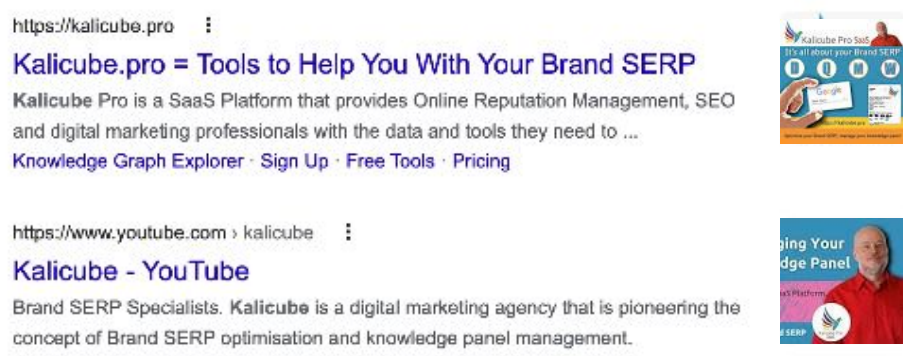 https://kalicube.pro
Kalicube.pro = Tools to Help You With Your Brand SERP
Kalicube Pro is a SaaS Platform that provides Online Reputation Management, SEO
and digital marketing professionals with the data and tools they need to ...
Knowledge Graph Explorer · Sign Up · Free Tools · Pricing
Kalicube Pro SaaS
It's all about your Brand SERP
D Q M W
Google
https://www.youtube.com › kalicube
Kalicube - YouTube
Brand SERP Specialists. Kalicube is a digital marketing agency that is pioneering the
concept of Brand SERP optimisation and knowledge panel management.
ging Your
dge Panel
aS Platform
d SERP